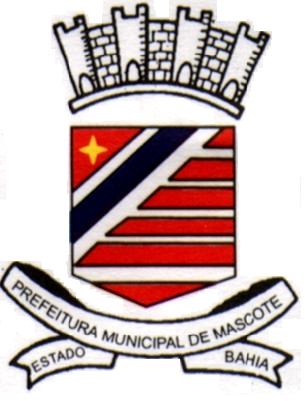 PREFEITURA MUNICIPAL DE MASCOTE
ESTADO BAHIA